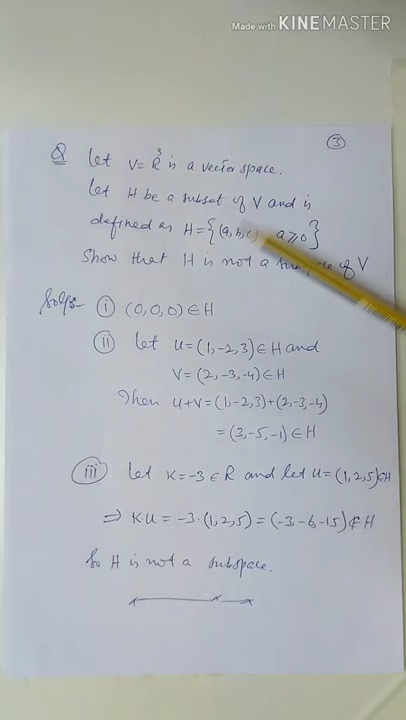 Made with KINEMASTER
③
Q Let V=R³ is a vector space.
Let H be a subset of V and is
defined as H={(a,b,c) a≥0}
Show that H is not a of V
Solⁿ:- ① (0,0,0)∈H
ⅱ Let u=(1,-2,3)∈H and
V=(2,-3,-4)∈H
Then u+v=(1,-2,3)+(2,-3,-4)
=(3,-5,-1)∈H
ⅲ Let K=-3∈R and let u=(1,2,5)∈H
⇒ Ku=-3·(1,2,5)=(-3-6,-15)∉H
So H is not a subspace.